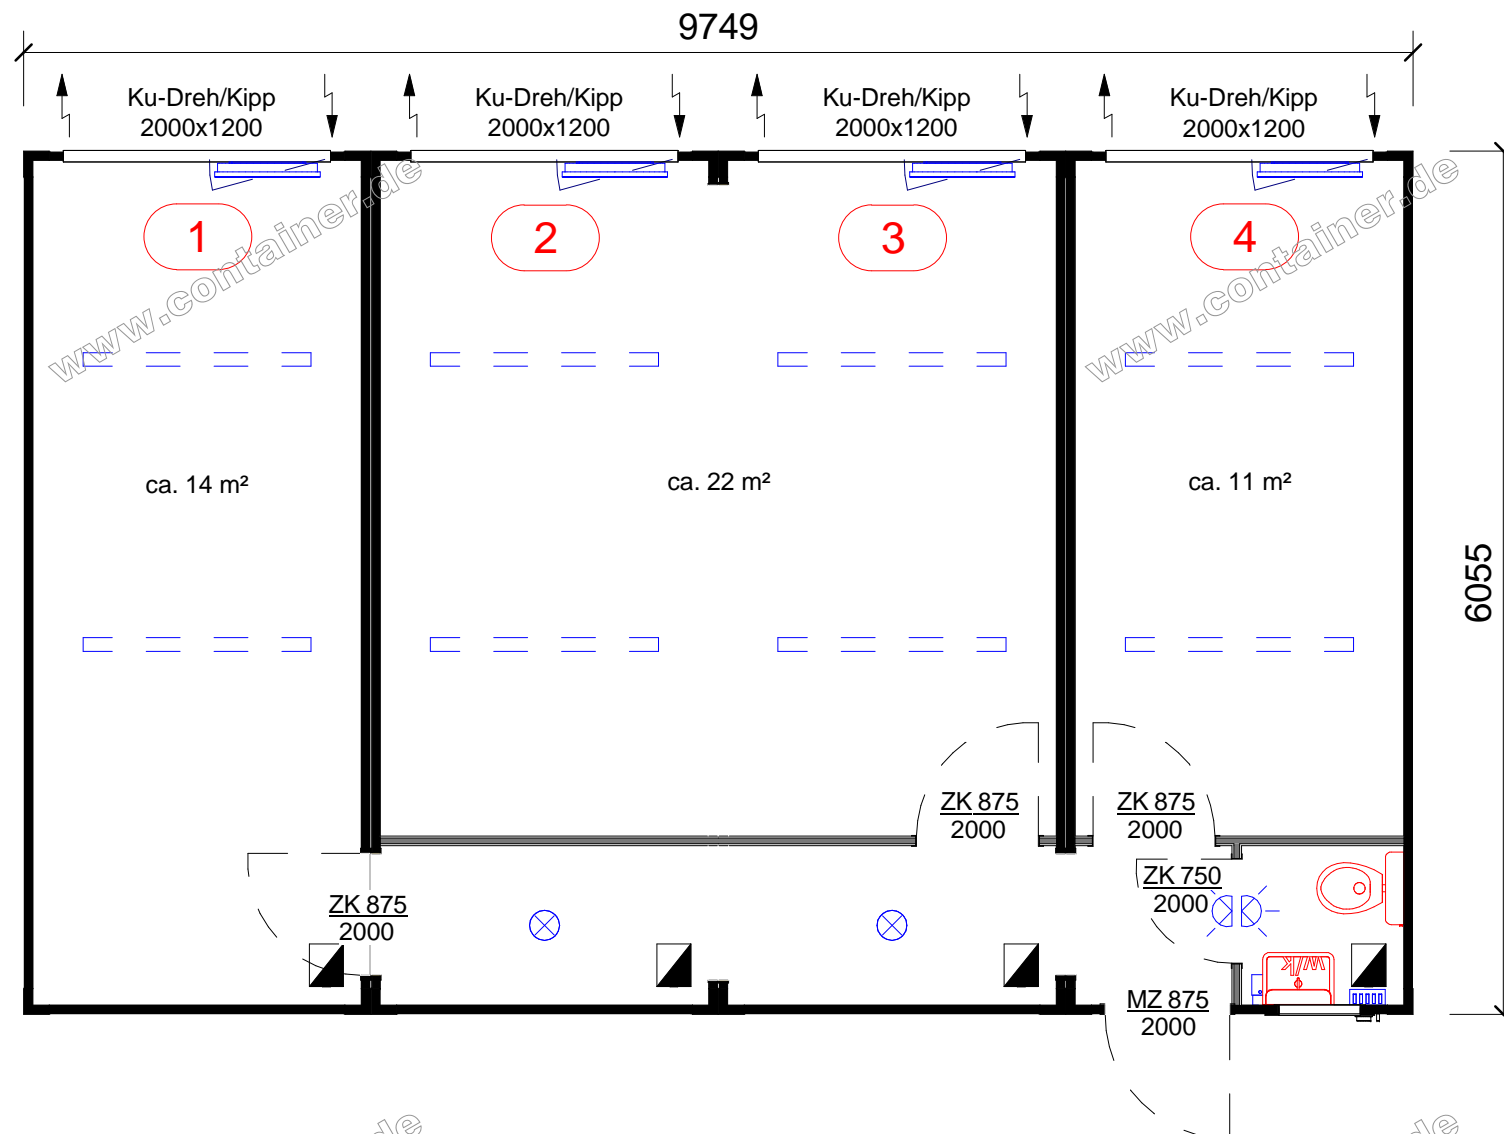 9749
Ku-Dreh/Kipp
2000x1200
Ku-Dreh/Kipp
2000x1200
Ku-Dreh/Kipp
2000x1200
Ku-Dreh/Kipp
2000x1200
1
2
3
4
www.container.de
www.container.de
ca. 14 m²
ca. 22 m²
ca. 11 m²
6055
ZK 875
2000
ZK 875
2000
ZK 875
2000
ZK 750
2000
W/K
MZ 875
2000
.de
.de